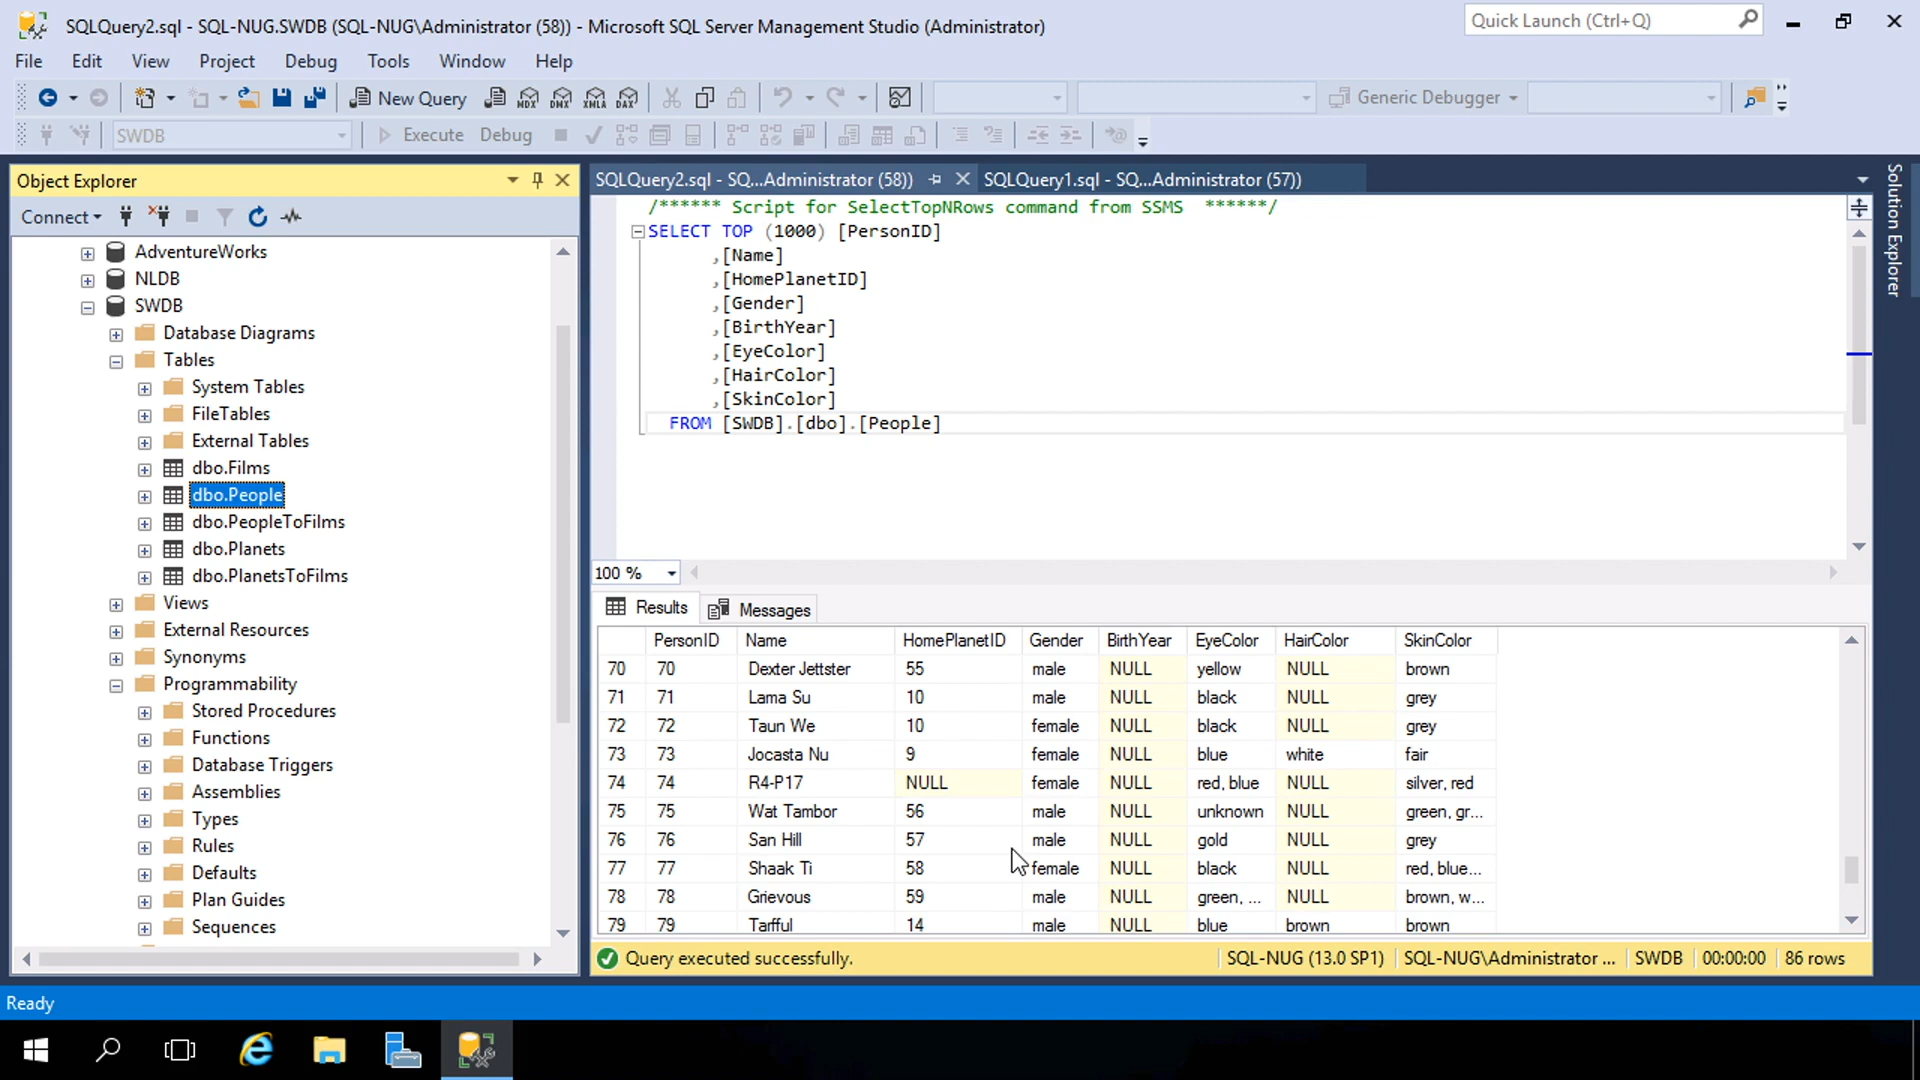 SQLQuery2.sql - SQL-NUG.SWDB (SQL-NUG\Administrator (58)) - Microsoft SQL Server Management Studio (Administrator)
Quick Launch (Ctrl+Q)
File Edit View Project Debug Tools Window Help
New Query MDX DMX XMLA DAX Generic Debugger
SWDB Execute Debug
Object Explorer
Connect
AdventureWorks
NLDB
SWDB
Database Diagrams
Tables
System Tables
FileTables
External Tables
dbo.Films
dbo.People
dbo.PeopleToFilms
dbo.Planets
dbo.PlanetsToFilms
Views
External Resources
Synonyms
Programmability
Stored Procedures
Functions
Database Triggers
Assemblies
Types
Rules
Defaults
Plan Guides
Sequences
SQLQuery2.sql - SQ...Administrator (58)) SQLQuery1.sql - SQ...Administrator (57))
/****** Script for SelectTopNRows command from SSMS ******/
SELECT TOP (1000) [PersonID]
,[Name]
,[HomePlanetID]
,[Gender]
,[BirthYear]
,[EyeColor]
,[HairColor]
,[SkinColor]
FROM [SWDB].[dbo].[People]
100 %
Results Messages
PersonID Name HomePlanetID Gender BirthYear EyeColor HairColor SkinColor
70 70 Dexter Jettster 55 male NULL yellow NULL brown
71 71 Lama Su 10 male NULL black NULL grey
72 72 Taun We 10 female NULL black NULL grey
73 73 Jocasta Nu 9 female NULL blue white fair
74 74 R4-P17 NULL female NULL red, blue NULL silver, red
75 75 Wat Tambor 56 male NULL unknown NULL green, gr...
76 76 San Hill 57 male NULL gold NULL grey
77 77 Shaak Ti 58 female NULL black NULL red, blue...
78 78 Grievous 59 male NULL green, ... NULL brown, w...
79 79 Tarfful 14 male NULL blue brown brown
Query executed successfully. SQL-NUG (13.0 SP1) SQL-NUG\Administrator ... SWDB 00:00:00 86 rows
Solution Explorer
Ready